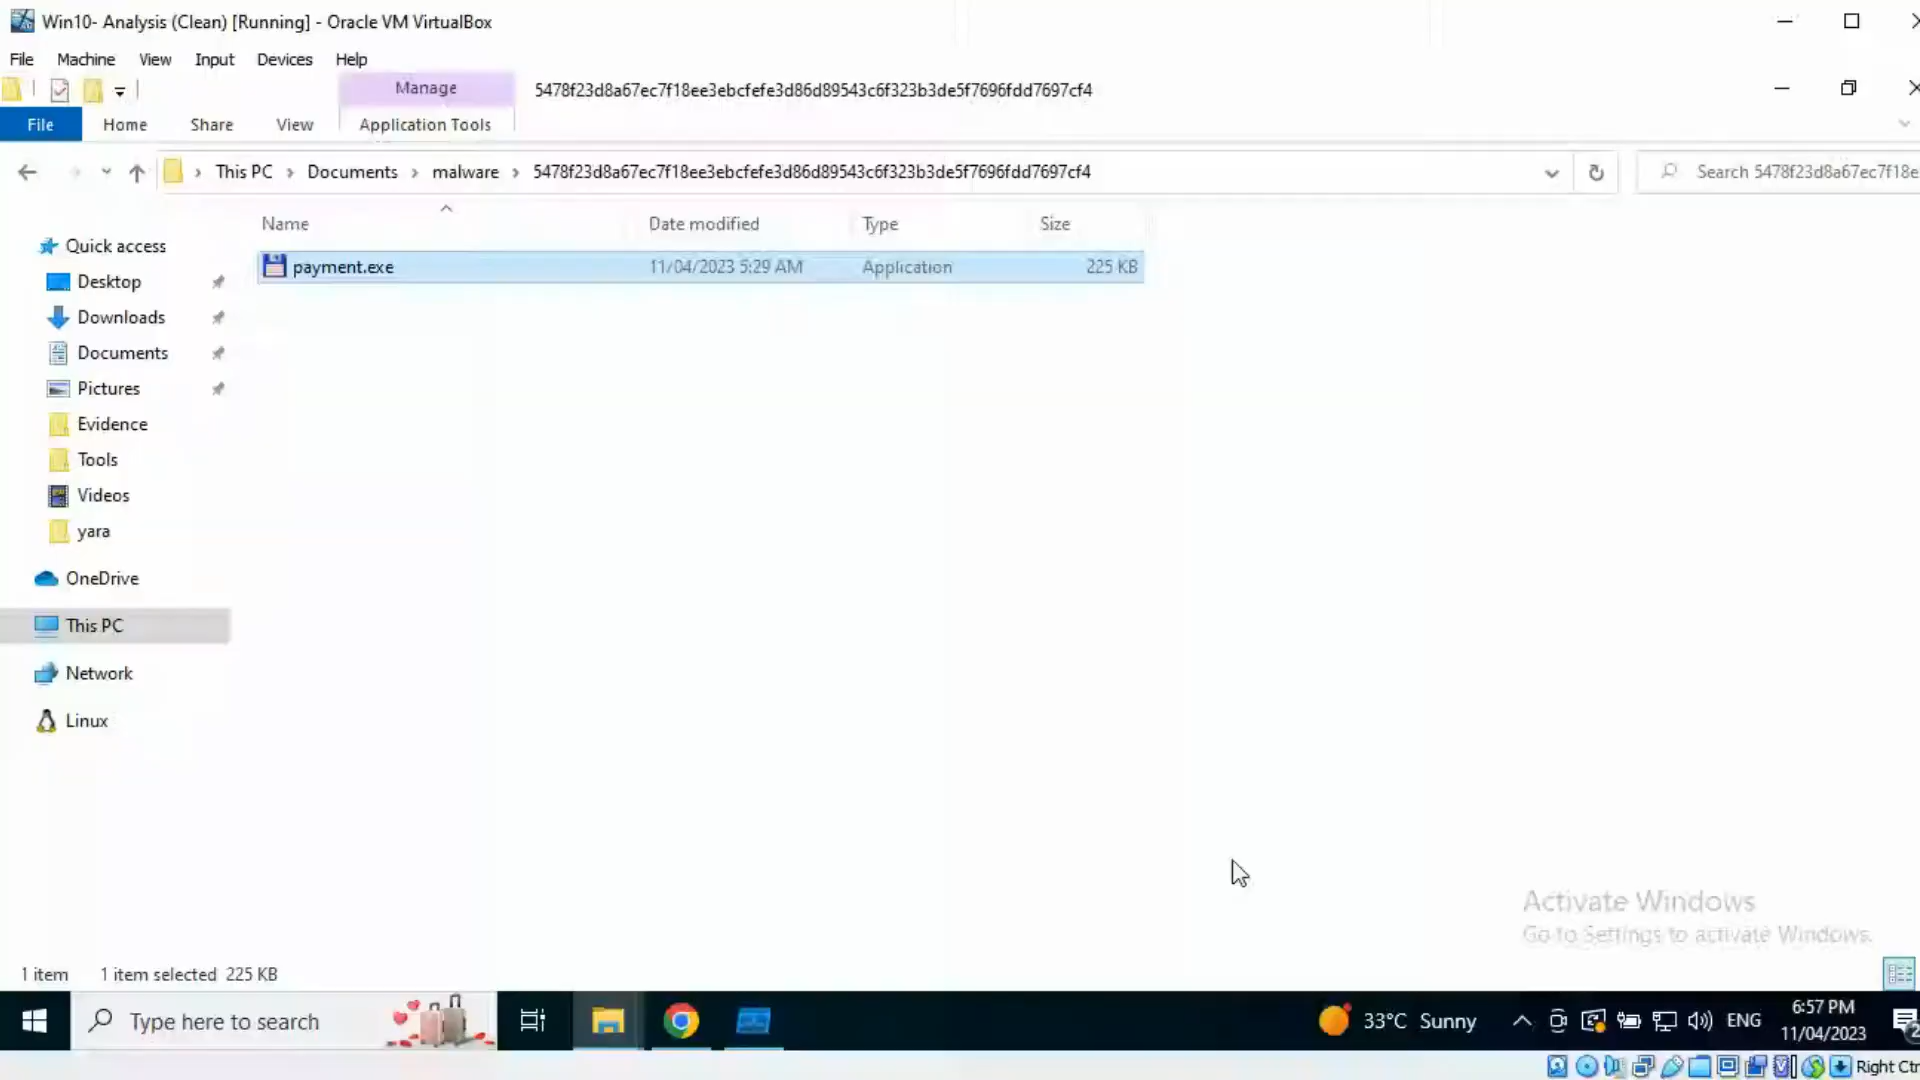 Win10- Analysis (Clean) [Running] - Oracle VM VirtualBox
File Machine View Input Devices Help
Manage 5478f23d8a67ec7f18ee3ebcfefe3d86d89543c6f323b3de5f7696fdd7697cf4
File Home Share View Application Tools
This PC > Documents > malware > 5478f23d8a67ec7f18ee3ebcfefe3d86d89543c6f323b3de5f7696fdd7697cf4 Search 5478f23d8a67ec7f18e
Name Date modified Type Size
payment.exe 11/04/2023 5:29 AM Application 225 KB
Quick access
Desktop
Downloads
Documents
Pictures
Evidence
Tools
Videos
yara
OneDrive
This PC
Network
Linux
Activate Windows
Go to Settings to activate Windows.
1 item 1 item selected 225 KB
Type here to search 33°C Sunny ENG 6:57 PM
11/04/2023
2
Right Ctr